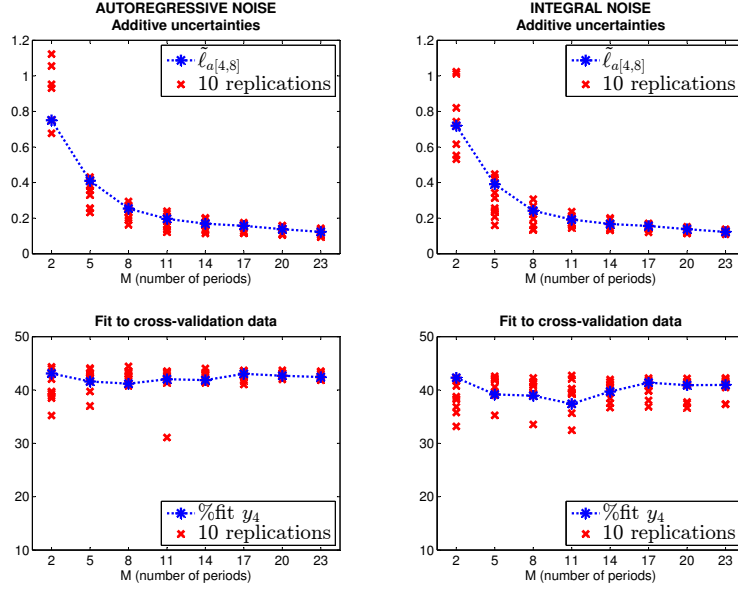 AUTOREGRESSIVE NOISE
Additive uncertainties
1.2
1
0.8
0.6
0.4
0.2
0
ℓ̃a[4,8]
10 replications
2 5 8 11 14 17 20 23
M (number of periods)
INTEGRAL NOISE
Additive uncertainties
1.2
1
0.8
0.6
0.4
0.2
0
ℓ̃a[4,8]
10 replications
2 5 8 11 14 17 20 23
M (number of periods)
Fit to cross-validation data
50
40
30
20
10
%fit y4
10 replications
2 5 8 11 14 17 20 23
M (number of periods)
Fit to cross-validation data
50
40
30
20
10
%fit y4
10 replications
2 5 8 11 14 17 20 23
M (number of periods)